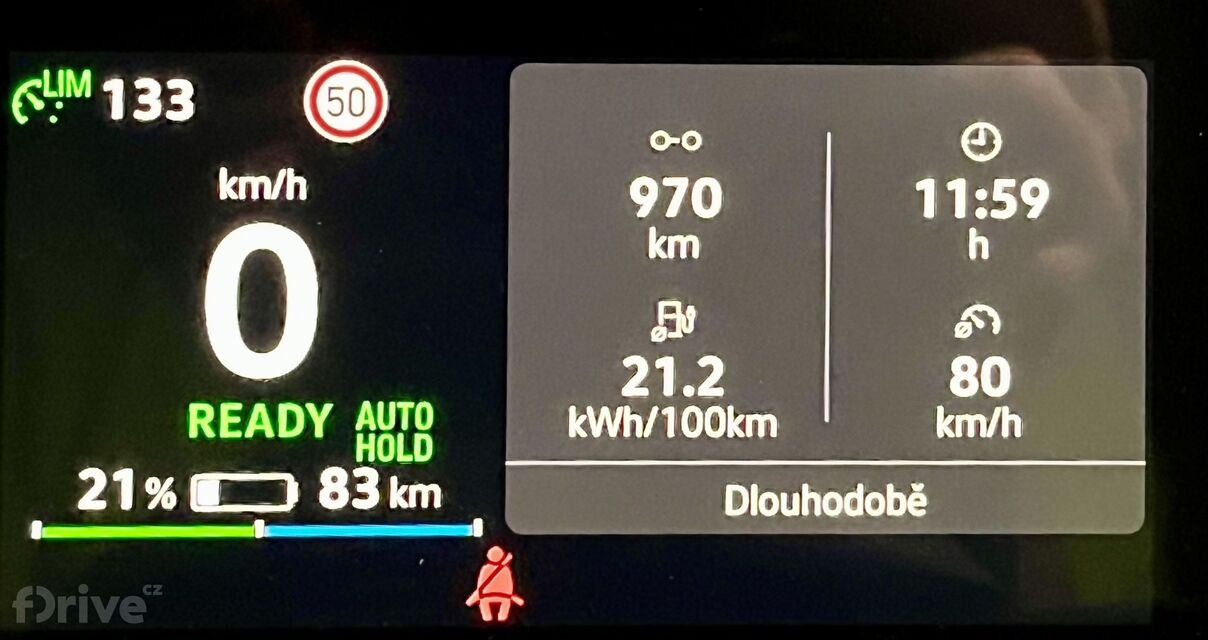 LIM 133
50
km/h
0
READY
AUTO
HOLD
21% 83 km
970
km
11:59
h
21.2
kWh/100km
80
km/h
Dlouhodobě
fDrive.cz